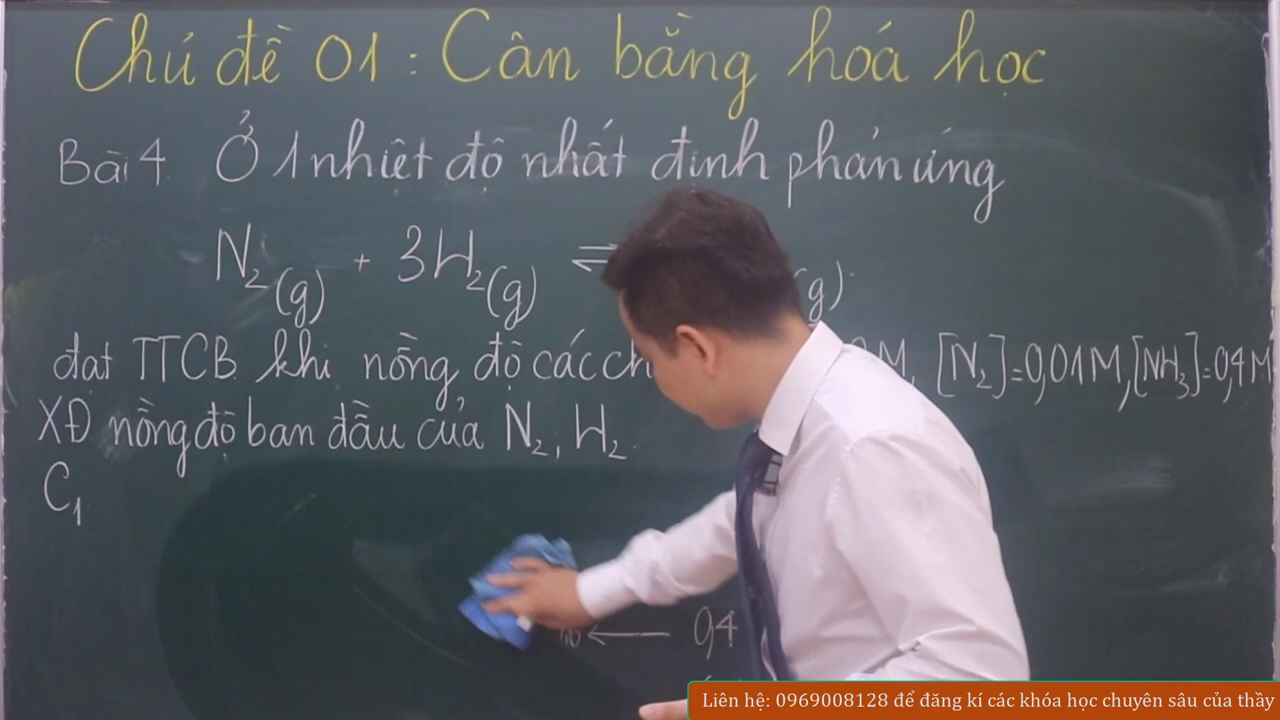 Chủ đề 01 : Cân bằng hoá học
Bài 4. Ở 1 nhiệt độ nhất định phản ứng
N₂(g) + 3H₂(g) ⇌ (g)
đạt TTCB khi nồng độ các M, [N₂]=0,01M, [NH₃]=0,4M
XĐ nồng độ ban đầu của N₂, H₂.
C₁
← 0,4
Liên hệ: 0969008128 để đăng kí các khóa học chuyên sâu của thầy